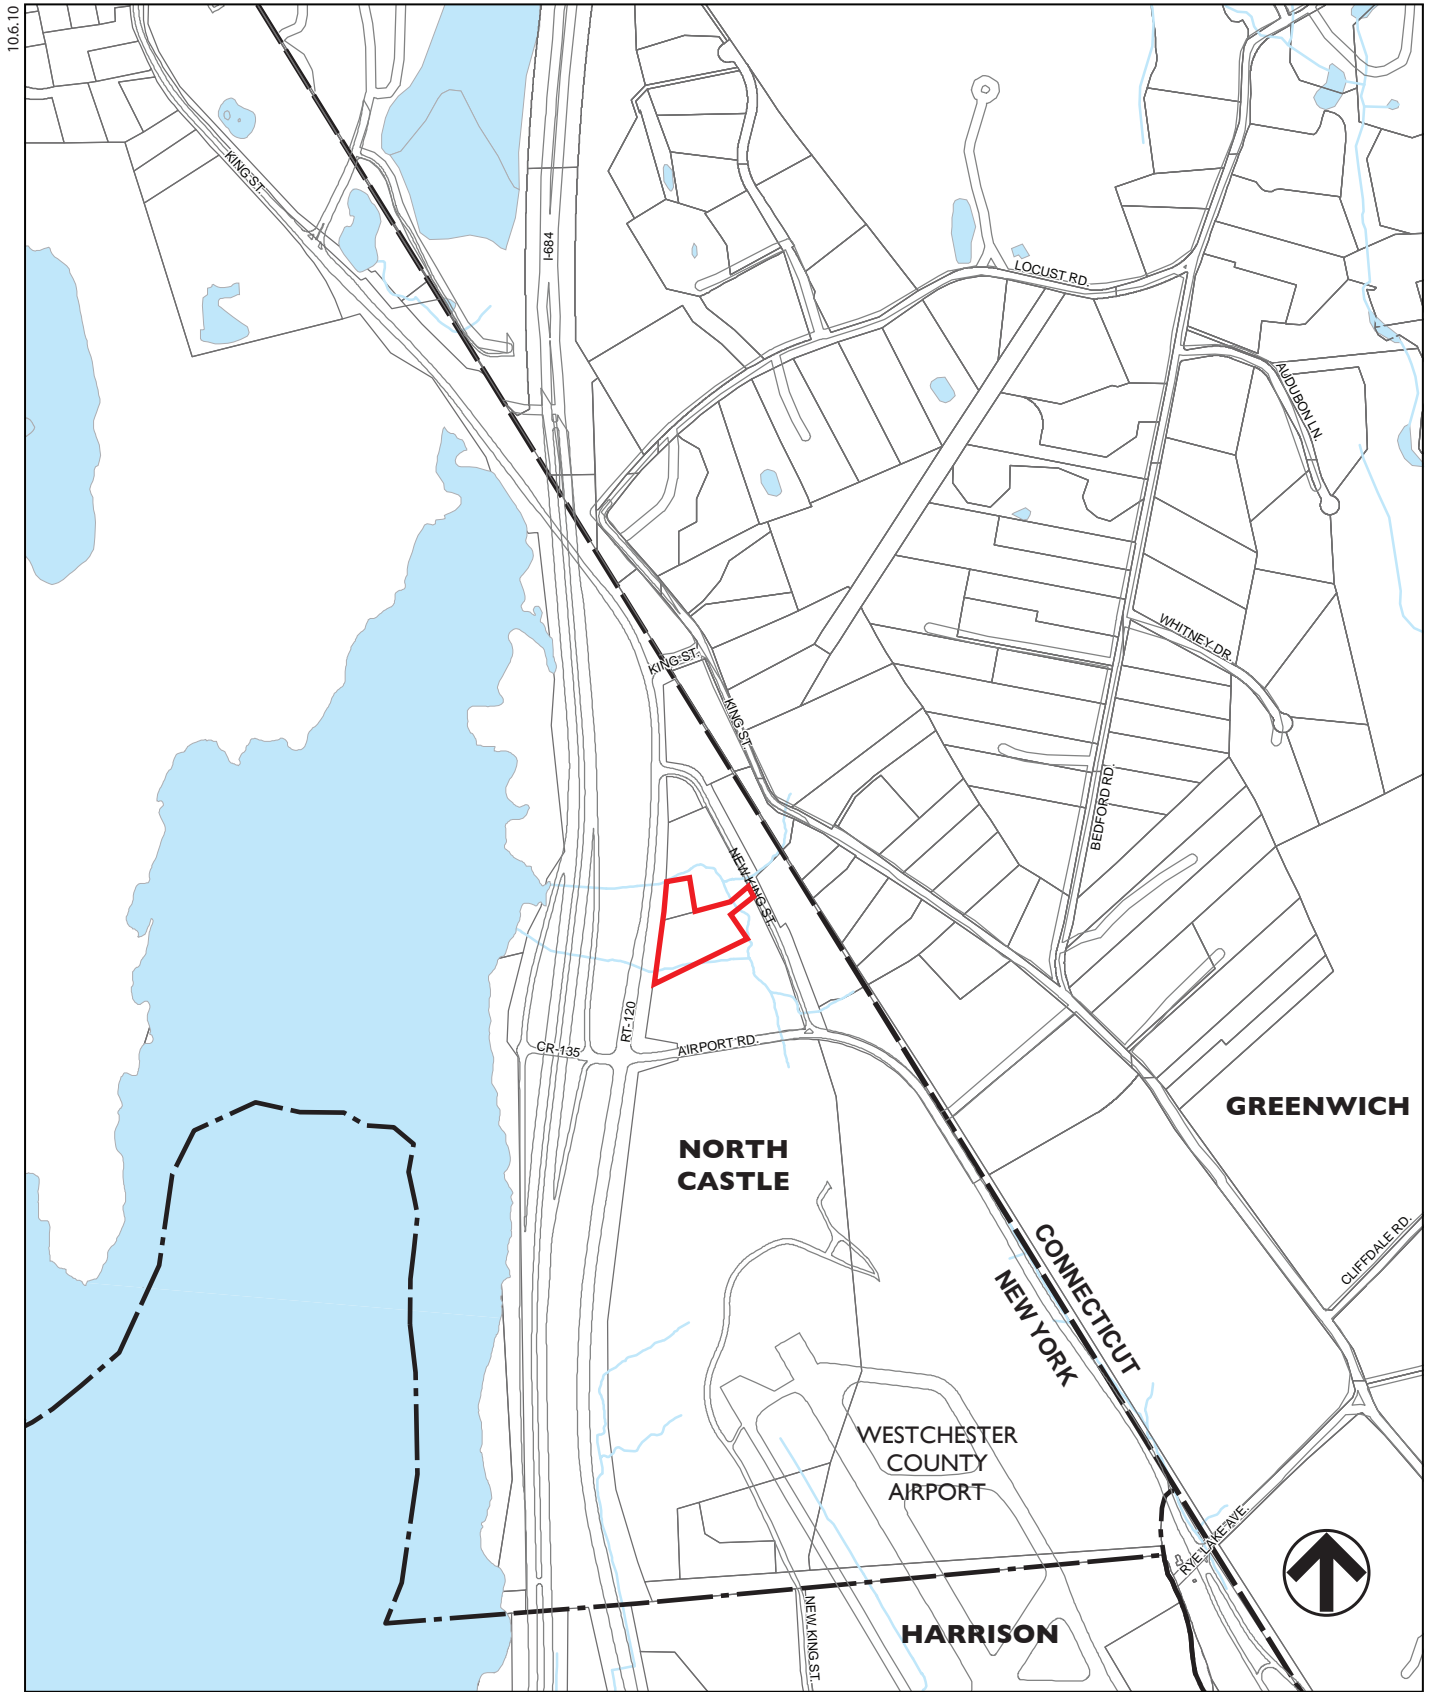 10.6.10
KING ST.
I-684
LOCUST RD.
AUDUBON LN.
WHITNEY DR.
KING ST.
KING ST.
BEDFORD RD.
NEW KING ST.
RT-120
CR-135
AIRPORT RD.
GREENWICH
NORTH
CASTLE
CLIFFDALE RD.
CONNECTICUT
NEW YORK
WESTCHESTER
COUNTY
AIRPORT
RYE LAKE AVE.
NEW KING ST.
HARRISON